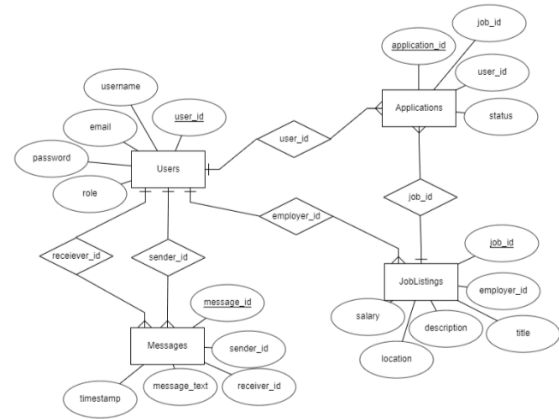 job_id
application_id
username
user_id
Applications
email
user_id
status
user_id
password
Users
role
job_id
employer_id
receiever_id
sender_id
job_id
message_id
JobListings
employer_id
salary
description
title
sender_id
Messages
location
message_text
receiver_id
timestamp